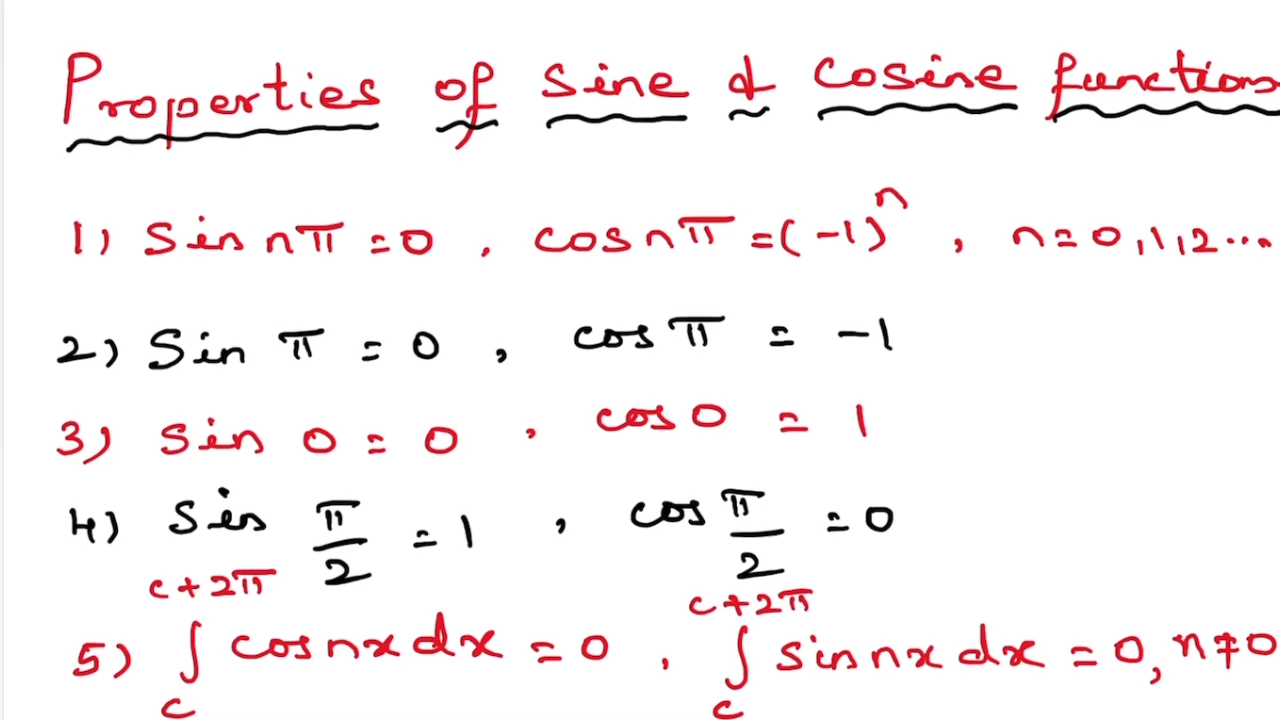 Properties of sine & cosine functions
1) sin nπ = 0 , cos nπ = (-1)ⁿ , n = 0,1,2...
2) Sin π = 0 , cos π = -1
3) sin 0 = 0 , cos 0 = 1
4) sin π/2 = 1 , cos π/2 = 0
5) ∫_c^{c+2π} cos nx dx = 0 , ∫_c^{c+2π} sin nx dx = 0, n ≠ 0